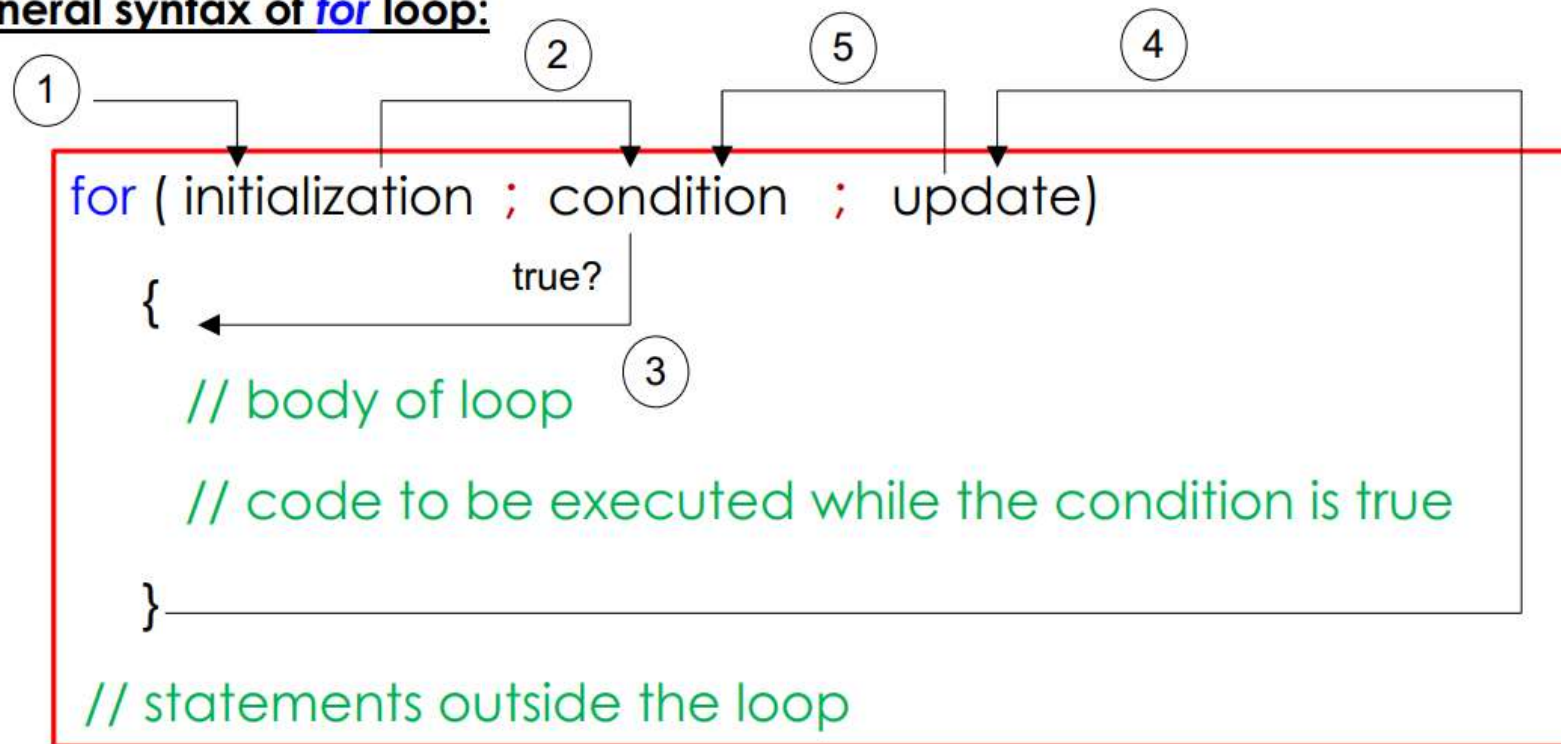 neral syntax of for loop:
1
2
5
4
for ( initialization ; condition ; update)
true?
{
3
// body of loop
// code to be executed while the condition is true
}
// statements outside the loop